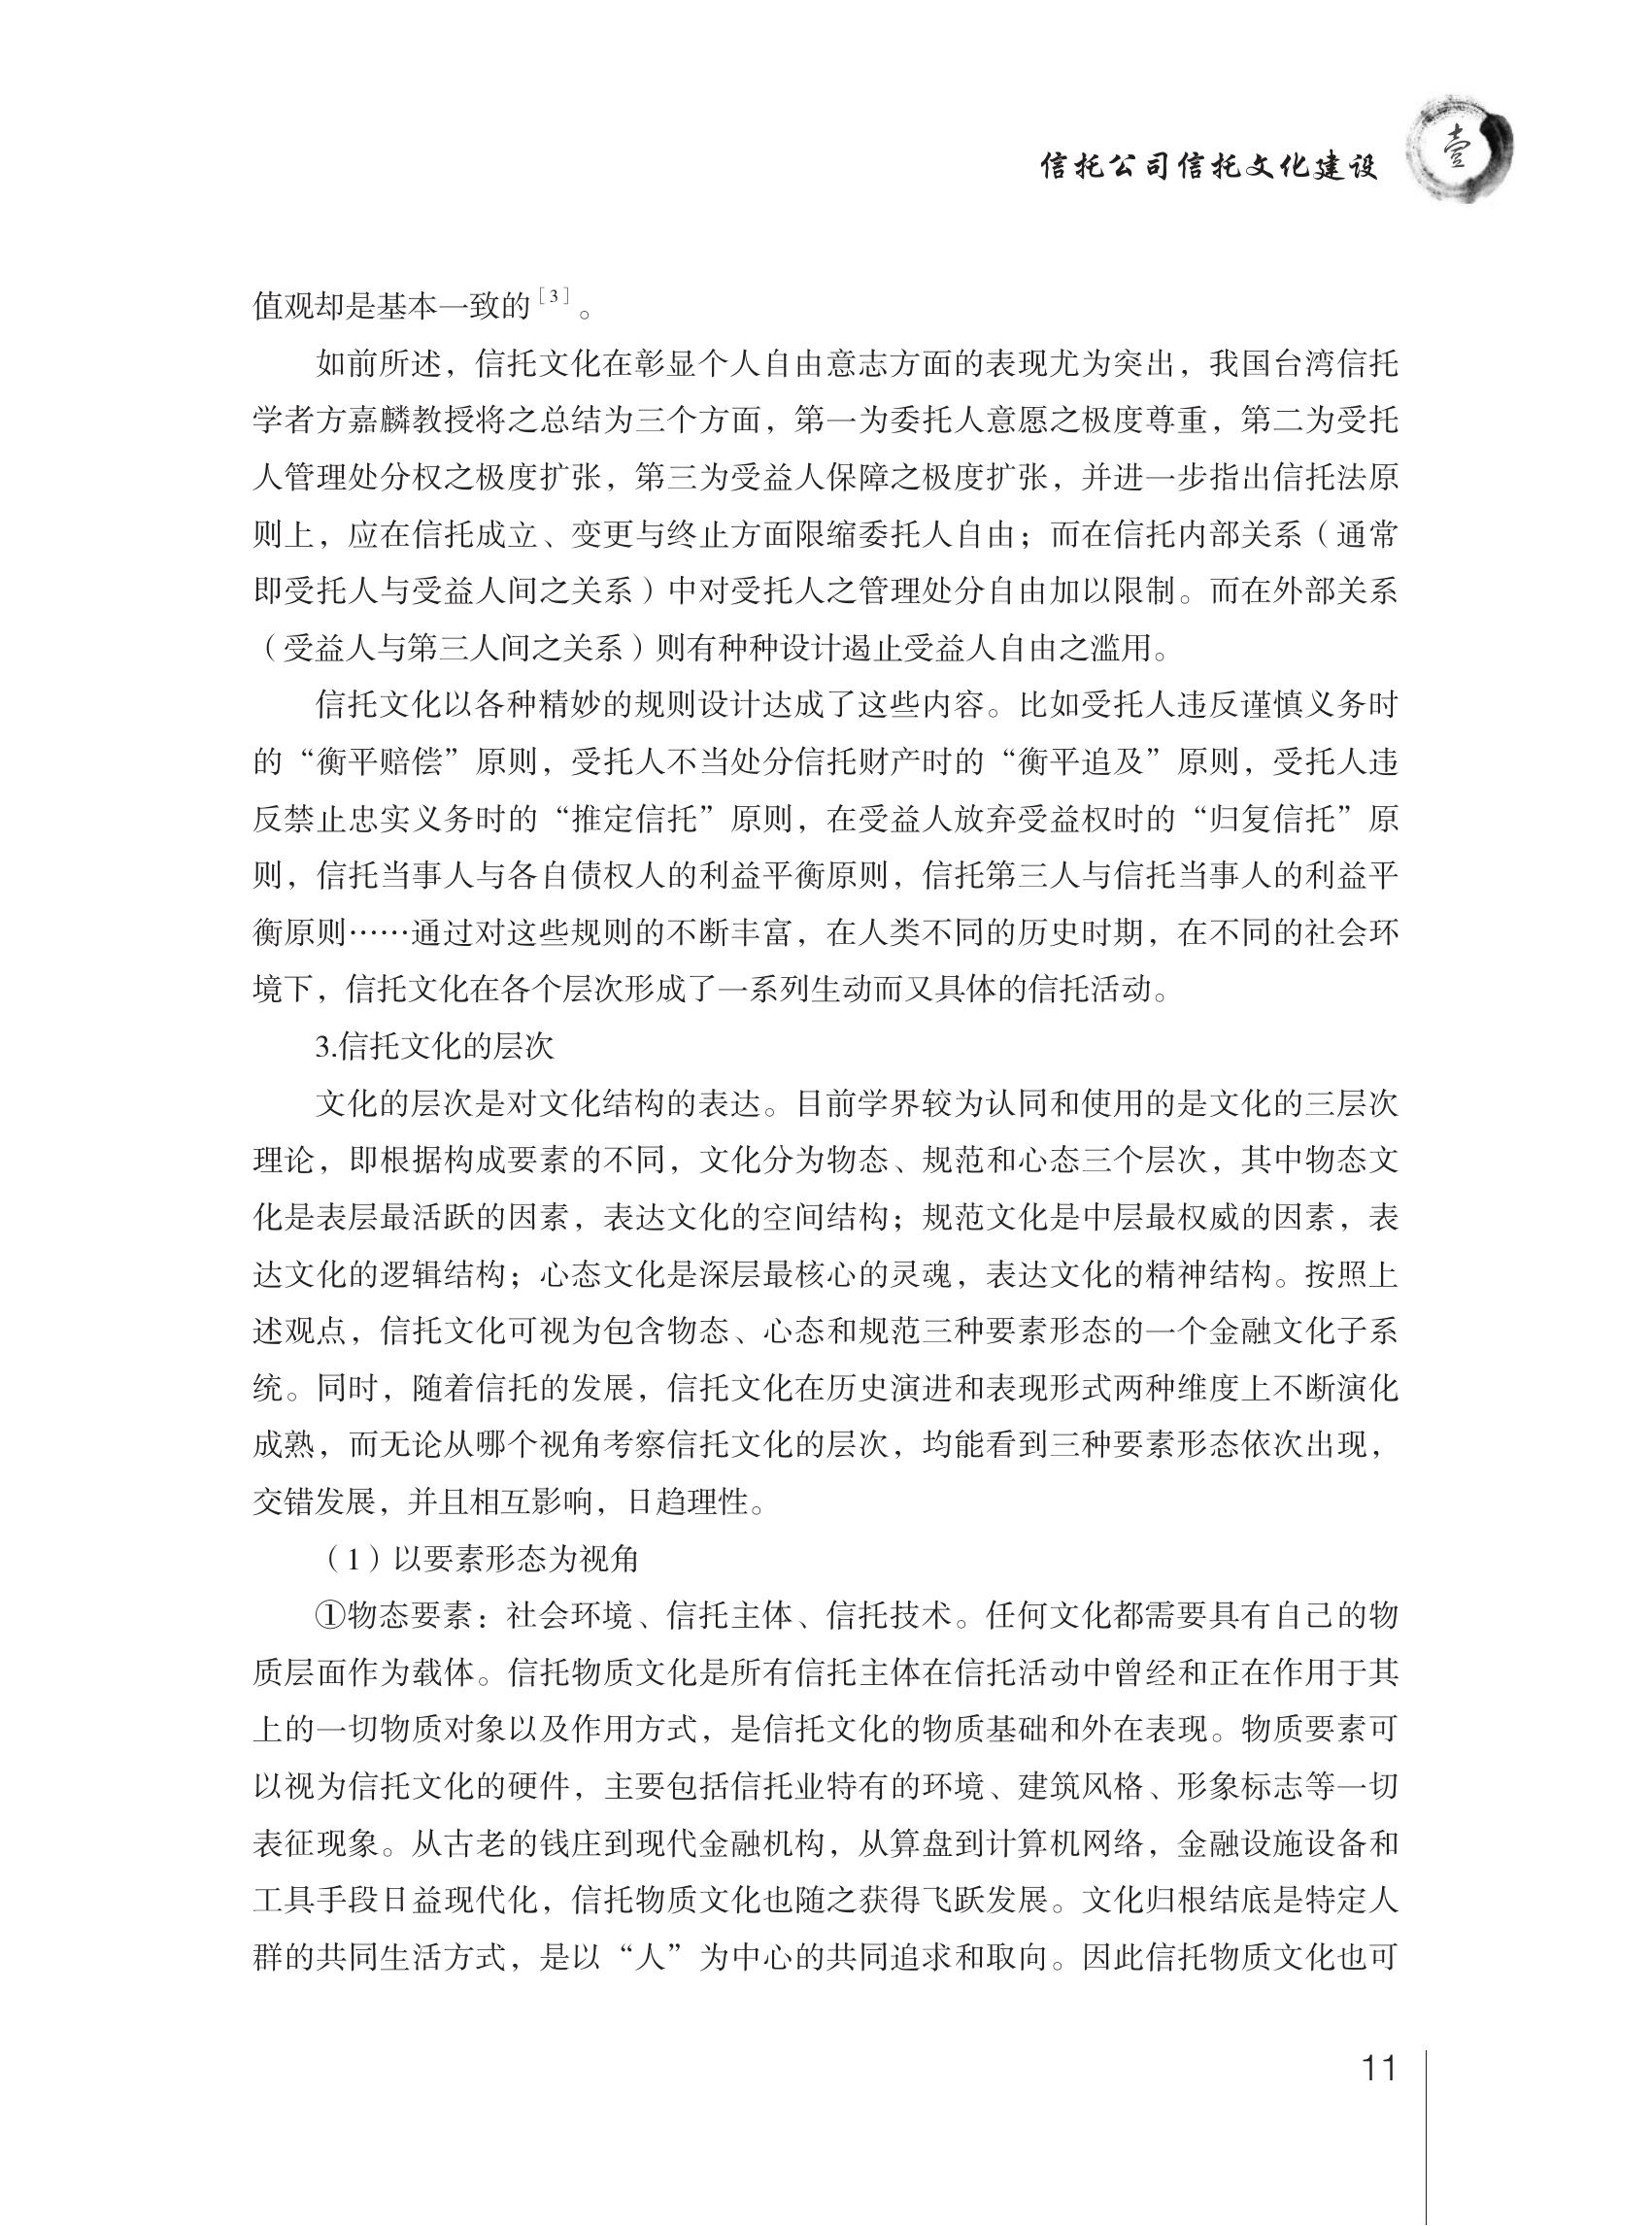 信托公司信托文化建设
壹
值观却是基本一致的［3］。
如前所述，信托文化在彰显个人自由意志方面的表现尤为突出，我国台湾信托
学者方嘉麟教授将之总结为三个方面，第一为委托人意愿之极度尊重，第二为受托
人管理处分权之极度扩张，第三为受益人保障之极度扩张，并进一步指出信托法原
则上，应在信托成立、变更与终止方面限缩委托人自由；而在信托内部关系（通常
即受托人与受益人间之关系）中对受托人之管理处分自由加以限制。而在外部关系
（受益人与第三人间之关系）则有种种设计遏止受益人自由之滥用。
信托文化以各种精妙的规则设计达成了这些内容。比如受托人违反谨慎义务时
的“衡平赔偿”原则，受托人不当处分信托财产时的“衡平追及”原则，受托人违
反禁止忠实义务时的“推定信托”原则，在受益人放弃受益权时的“归复信托”原
则，信托当事人与各自债权人的利益平衡原则，信托第三人与信托当事人的利益平
衡原则……通过对这些规则的不断丰富，在人类不同的历史时期，在不同的社会环
境下，信托文化在各个层次形成了一系列生动而又具体的信托活动。
3.信托文化的层次
文化的层次是对文化结构的表达。目前学界较为认同和使用的是文化的三层次
理论，即根据构成要素的不同，文化分为物态、规范和心态三个层次，其中物态文
化是表层最活跃的因素，表达文化的空间结构；规范文化是中层最权威的因素，表
达文化的逻辑结构；心态文化是深层最核心的灵魂，表达文化的精神结构。按照上
述观点，信托文化可视为包含物态、心态和规范三种要素形态的一个金融文化子系
统。同时，随着信托的发展，信托文化在历史演进和表现形式两种维度上不断演化
成熟，而无论从哪个视角考察信托文化的层次，均能看到三种要素形态依次出现，
交错发展，并且相互影响，日趋理性。
（1）以要素形态为视角
①物态要素：社会环境、信托主体、信托技术。任何文化都需要具有自己的物
质层面作为载体。信托物质文化是所有信托主体在信托活动中曾经和正在作用于其
上的一切物质对象以及作用方式，是信托文化的物质基础和外在表现。物质要素可
以视为信托文化的硬件，主要包括信托业特有的环境、建筑风格、形象标志等一切
表征现象。从古老的钱庄到现代金融机构，从算盘到计算机网络，金融设施设备和
工具手段日益现代化，信托物质文化也随之获得飞跃发展。文化归根结底是特定人
群的共同生活方式，是以“人”为中心的共同追求和取向。因此信托物质文化也可
11